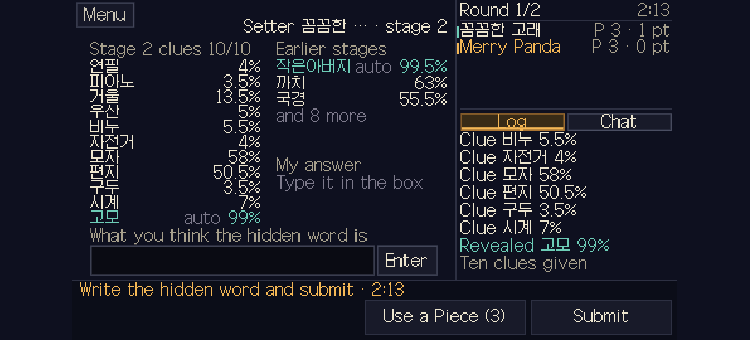 Menu
Setter 꼼꼼한 ··· stage 2
Stage 2 clues 10/10
연필 4%
피아노 3.5%
거울 13.5%
우산 5%
비누 5.5%
자전거 4%
모자 58%
편지 50.5%
구두 3.5%
시계 7%
고모 auto 99%
Earlier stages
작은아버지 auto 99.5%
까치 63%
국경 55.5%
and 8 more
My answer
Type it in the box
What you think the hidden word is
Enter
Write the hidden word and submit · 2:13
Use a Piece (3)
Submit
Round 1/2 2:13
꼼꼼한 고래 P 3 · 1 pt
Merry Panda P 3 · 0 pt
Log
Chat
Clue 비누 5.5%
Clue 자전거 4%
Clue 모자 58%
Clue 편지 50.5%
Clue 구두 3.5%
Clue 시계 7%
Revealed 고모 99%
Ten clues given